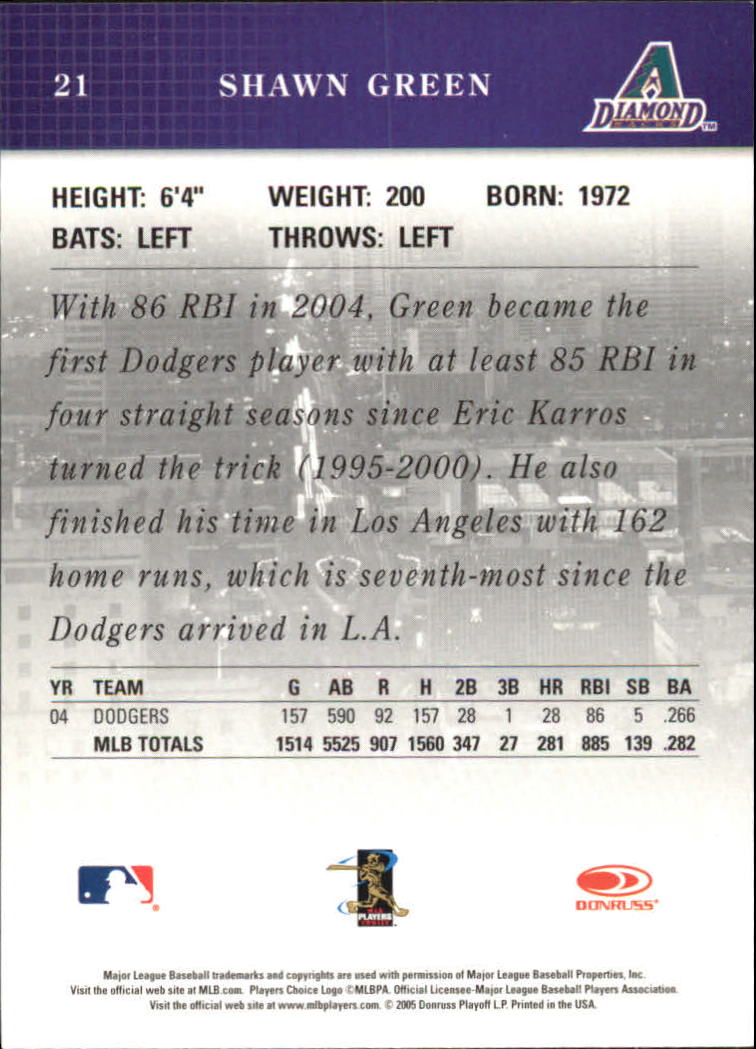 21 SHAWN GREEN
DIAMOND
BACKS TM
HEIGHT: 6'4" WEIGHT: 200 BORN: 1972
BATS: LEFT THROWS: LEFT
With 86 RBI in 2004, Green became the
first Dodgers player with at least 85 RBI in
four straight seasons since Eric Karros
turned the trick (1995-2000). He also
finished his time in Los Angeles with 162
home runs, which is seventh-most since the
Dodgers arrived in L.A.
YR TEAM G AB R H 2B 3B HR RBI SB BA
04 DODGERS 157 590 92 157 28 1 28 86 5 .266
MLB TOTALS 1514 5525 907 1560 347 27 281 885 139 .282
MLB
PLAYERS
CHOICE
DONRUSS
Major League Baseball trademarks and copyrights are used with permission of Major League Baseball Properties, Inc.
Visit the official web site at MLB.com. Players Choice Logo ©MLBPA. Official Licensee-Major League Baseball Players Association.
Visit the official web site at www.mlbplayers.com. © 2005 Donruss Playoff L.P. Printed in the USA.